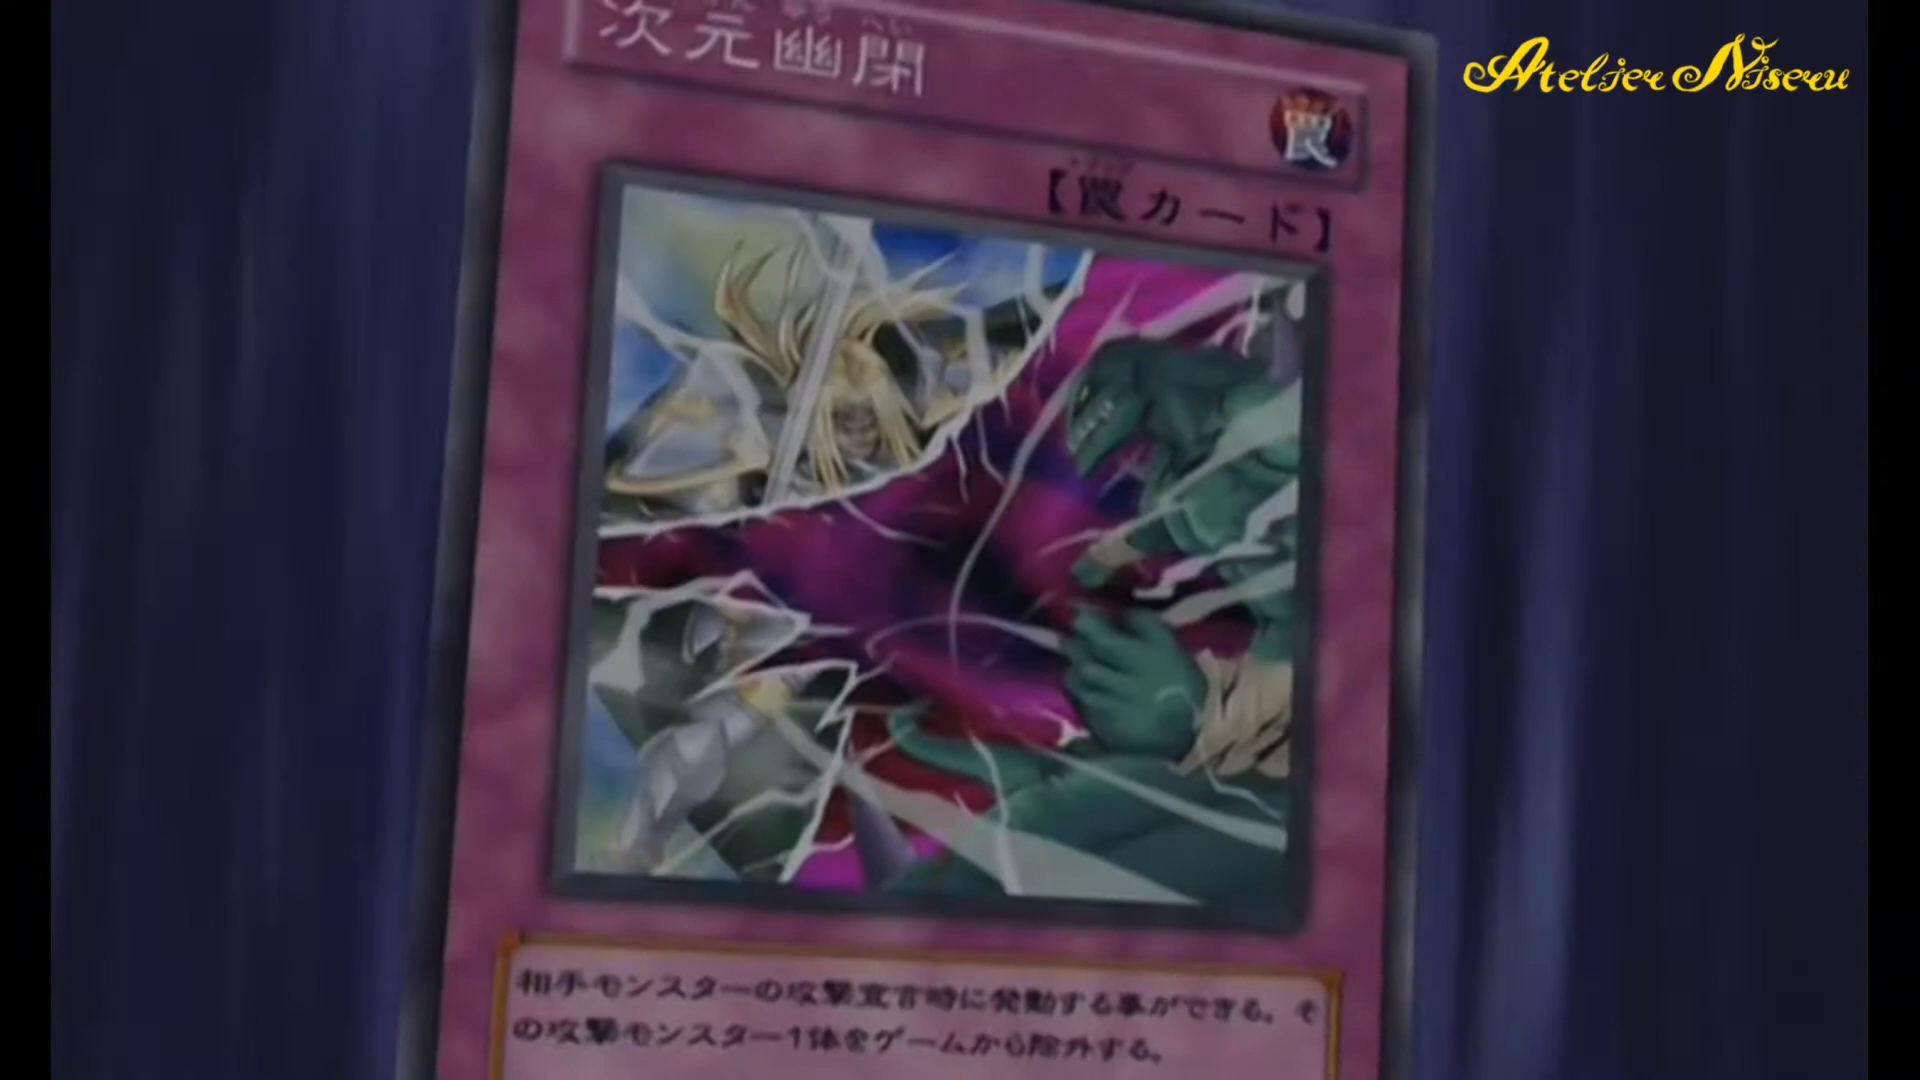 Atelier Niseru
次元幽閉
罠
【罠カード】
相手モンスターの攻撃宣言時に発動する事ができる。そ
の攻撃モンスター1体をゲームから除外する。